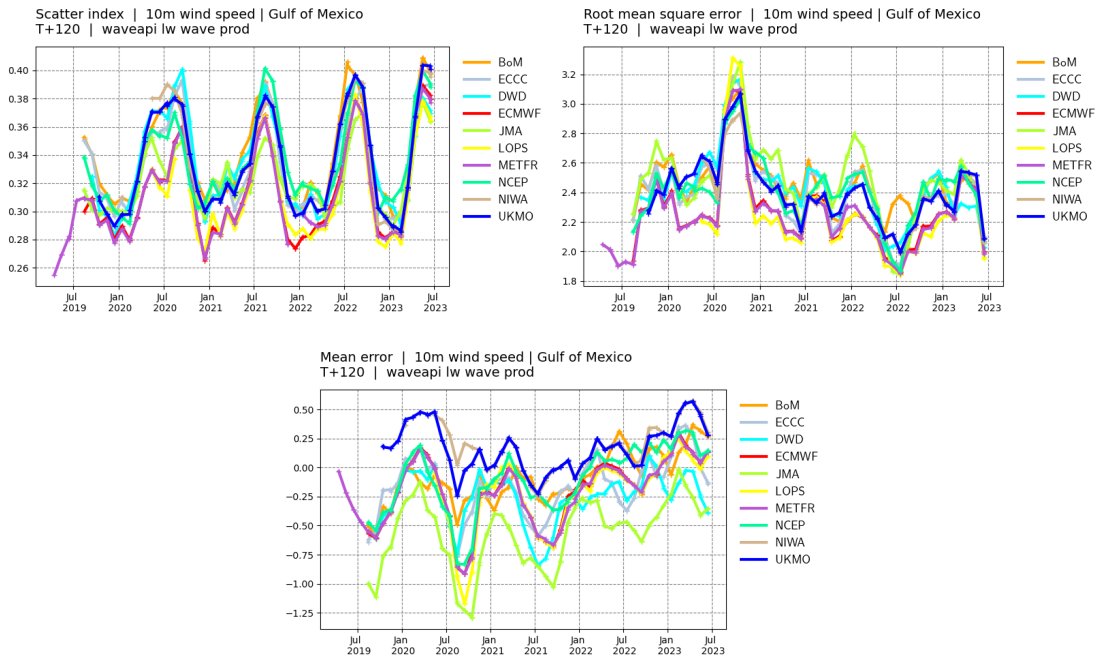 Scatter index | 10m wind speed | Gulf of Mexico
T+120 | waveapi lw wave prod
0.40
0.38
0.36
0.34
0.32
0.30
0.28
0.26
Jul
2019
Jan
2020
Jul
2020
Jan
2021
Jul
2021
Jan
2022
Jul
2022
Jan
2023
Jul
2023
BoM
ECCC
DWD
ECMWF
JMA
LOPS
METFR
NCEP
NIWA
UKMO
Root mean square error | 10m wind speed | Gulf of Mexico
T+120 | waveapi lw wave prod
3.2
3.0
2.8
2.6
2.4
2.2
2.0
1.8
Jul
2019
Jan
2020
Jul
2020
Jan
2021
Jul
2021
Jan
2022
Jul
2022
Jan
2023
Jul
2023
BoM
ECCC
DWD
ECMWF
JMA
LOPS
METFR
NCEP
NIWA
UKMO
Mean error | 10m wind speed | Gulf of Mexico
T+120 | waveapi lw wave prod
0.50
0.25
0.00
−0.25
−0.50
−0.75
−1.00
−1.25
Jul
2019
Jan
2020
Jul
2020
Jan
2021
Jul
2021
Jan
2022
Jul
2022
Jan
2023
Jul
2023
BoM
ECCC
DWD
ECMWF
JMA
LOPS
METFR
NCEP
NIWA
UKMO